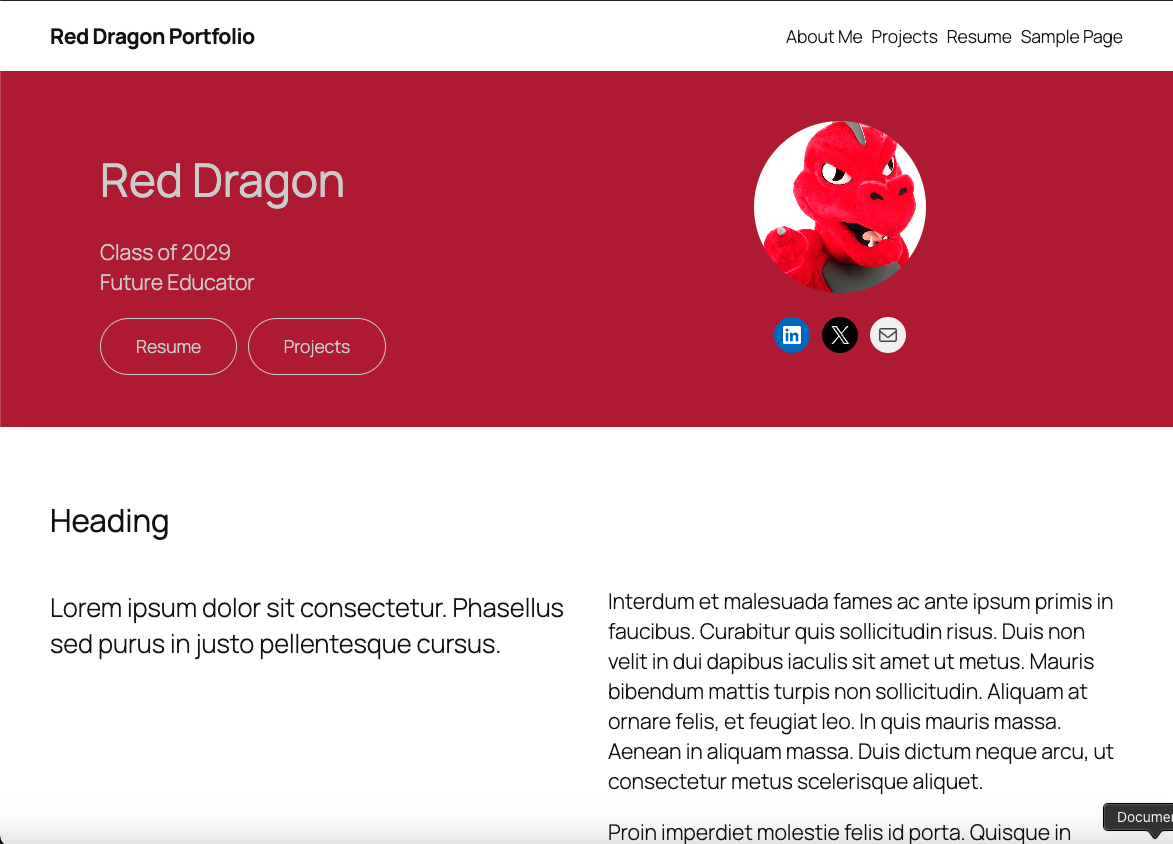 Red Dragon Portfolio
About Me Projects Resume Sample Page
Red Dragon
Class of 2029
Future Educator
Resume Projects
Heading
Lorem ipsum dolor sit consectetur. Phasellus
sed purus in justo pellentesque cursus.
Interdum et malesuada fames ac ante ipsum primis in
faucibus. Curabitur quis sollicitudin risus. Duis non
velit in dui dapibus iaculis sit amet ut metus. Mauris
bibendum mattis turpis non sollicitudin. Aliquam at
ornare felis, et feugiat leo. In quis mauris massa.
Aenean in aliquam massa. Duis dictum neque arcu, ut
consectetur metus scelerisque aliquet.
Proin imperdiet molestie felis id porta. Quisque in